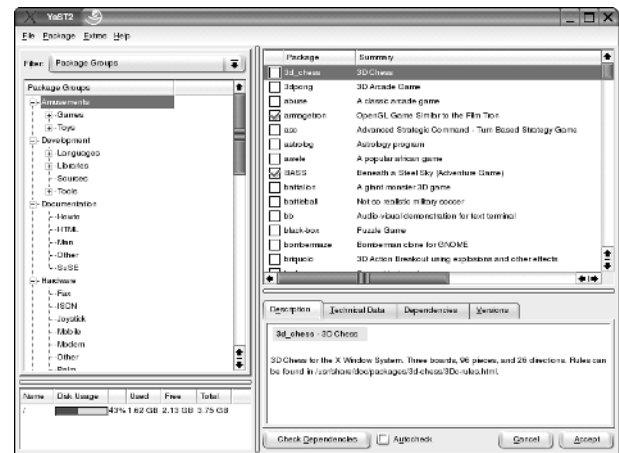 YaST2
File Package Extras Help
Filter: Package Groups
Package Groups
Amusements
Games
Toys
Development
Languages
Libraries
Sources
Tools
Documentation
Howto
HTML
Man
Other
SuSE
Hardware
Fax
ISDN
Joystick
Mobile
Modem
Other
Palm
Name Disk Usage Used Free Total
/ 43% 1.62 GB 2.13 GB 3.75 GB
Package Summary
3d_chess 3D Chess
3dpong 3D Arcade Game
abuse A classic arcade game
armagetron OpenGL Game Similar to the Film Tron
asc Advanced Strategic Command - Turn Based Strategy Game
astrolog Astrology program
awele A popular african game
BASS Beneath a Steel Sky (Adventure Game)
battalion A giant monster 3D game
battleball Not so realistic military soccer
bb Audio-visual demonstration for text terminal
black-box Puzzle Game
bombermaze Bomberman clone for GNOME
briquolo 3D Action Breakout using explosions and other effects
Description Technical Data Dependencies Versions
3d_chess - 3D Chess
3D Chess for the X Window System. Three boards, 96 pieces, and 26 directions. Rules can
be found in /usr/share/doc/packages/3d-chess/3Dc-rules.html.
Check Dependencies Autocheck Cancel Accept